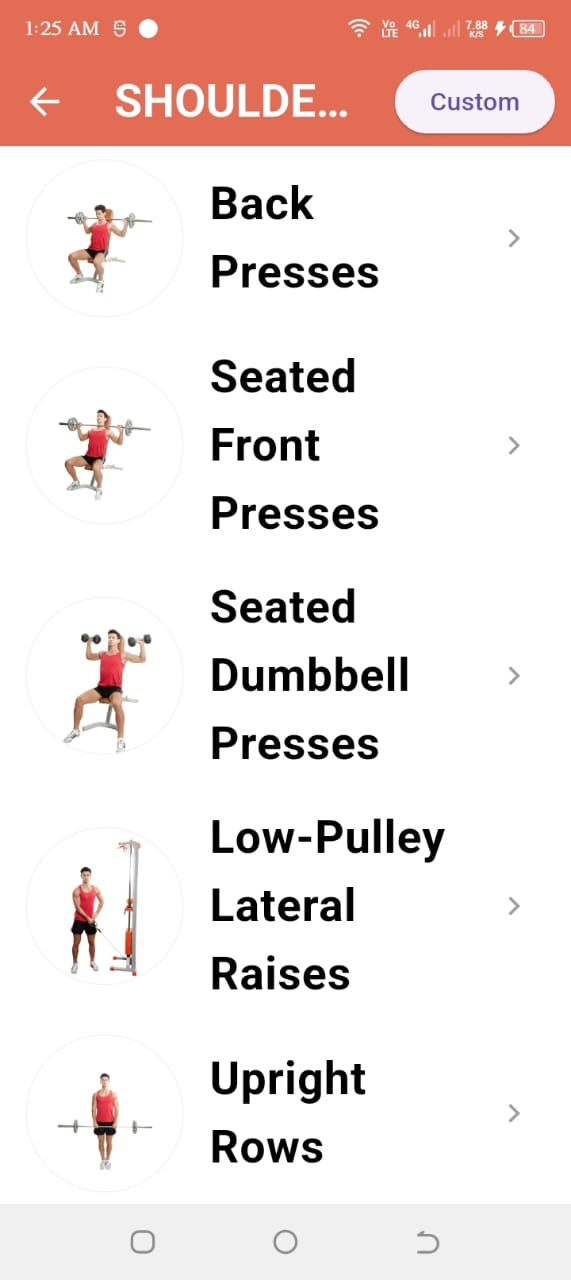 1:25 AM
Vo LTE 4G 7.88 K/S 84
SHOULDE... Custom
Back
Presses
Seated
Front
Presses
Seated
Dumbbell
Presses
Low-Pulley
Lateral
Raises
Upright
Rows